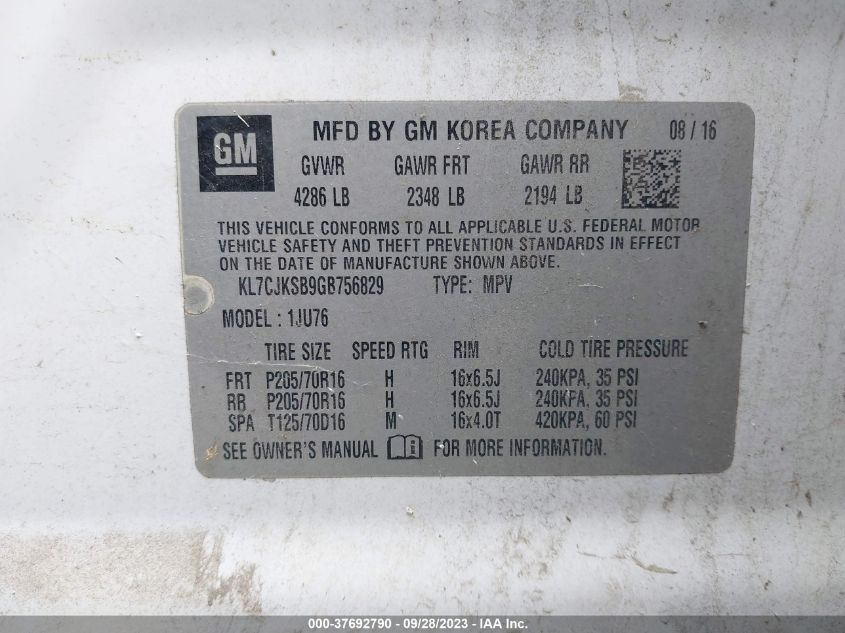 GM
MFD BY GM KOREA COMPANY 08 / 16
GVWR GAWR FRT GAWR RR
4286 LB 2348 LB 2194 LB
THIS VEHICLE CONFORMS TO ALL APPLICABLE U.S. FEDERAL MOTOR
VEHICLE SAFETY AND THEFT PREVENTION STANDARDS IN EFFECT
ON THE DATE OF MANUFACTURE SHOWN ABOVE.
KL7CJKSB9GB756829 TYPE: MPV
MODEL : 1JU76
TIRE SIZE SPEED RTG RIM COLD TIRE PRESSURE
FRT P205/70R16 H 16x6.5J 240KPA, 35 PSI
RR P205/70R16 H 16x6.5J 240KPA, 35 PSI
SPA T125/70D16 M 16x4.0T 420KPA, 60 PSI
SEE OWNER'S MANUAL i FOR MORE INFORMATION.
000-37692790 - 09/28/2023 - IAA Inc.